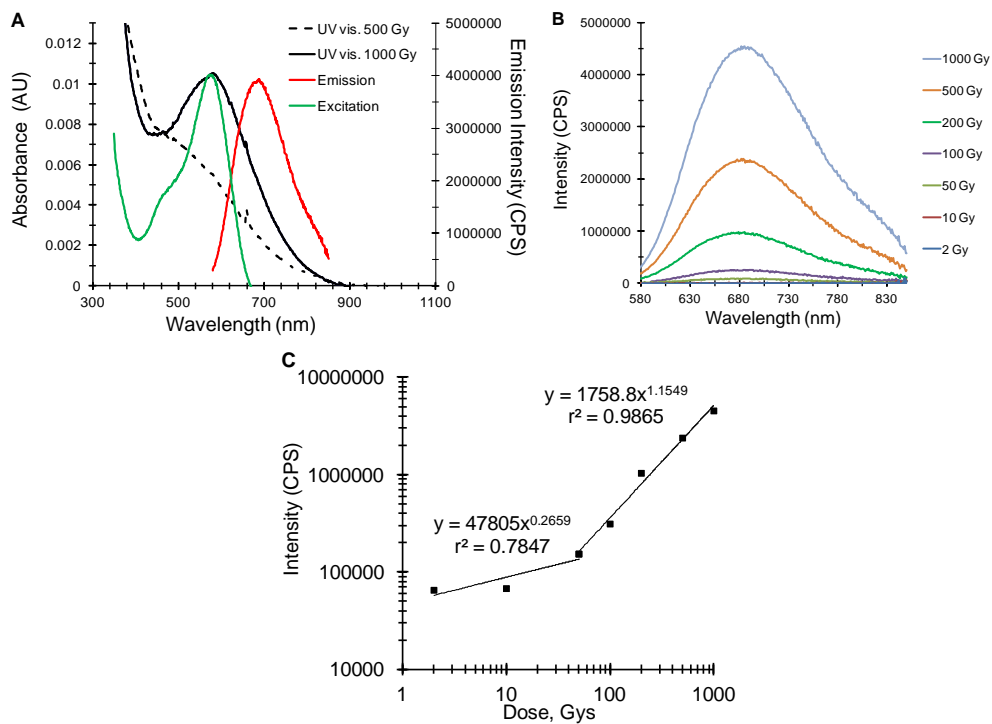 A
UV vis. 500 Gy
UV vis. 1000 Gy
Emission
Excitation
Absorbance (AU)
0.012
0.01
0.008
0.006
0.004
0.002
0
5000000
4000000
3000000
2000000
1000000
0
Emission Intensity (CPS)
300 500 700 900 1100
Wavelength (nm)
B
Intensity (CPS)
5000000
4000000
3000000
2000000
1000000
0
580 630 680 730 780 830
Wavelength (nm)
1000 Gy
500 Gy
200 Gy
100 Gy
50 Gy
10 Gy
2 Gy
C
Intensity (CPS)
10000000
1000000
100000
10000
y = 1758.8x^1.1549
r² = 0.9865
y = 47805x^0.2659
r² = 0.7847
1 10 100 1000
Dose, Gys